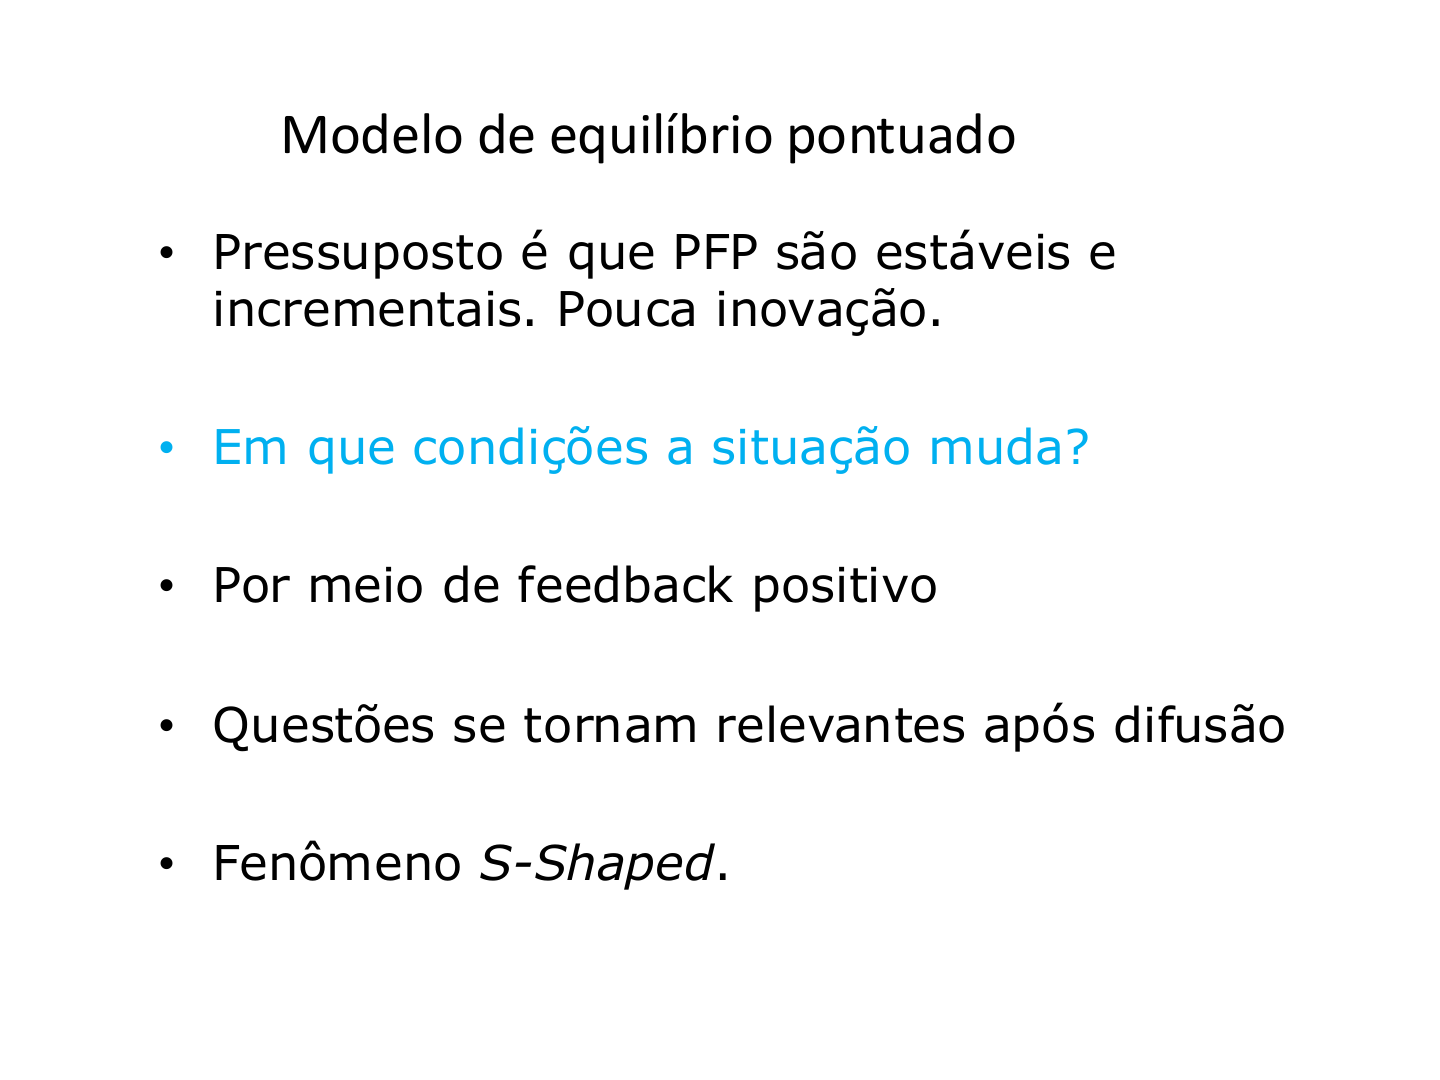 Modelo de equilíbrio pontuado
• Pressuposto é que PFP são estáveis e
incrementais. Pouca inovação.
• Em que condições a situação muda?
• Por meio de feedback positivo
• Questões se tornam relevantes após difusão
• Fenômeno S-Shaped.